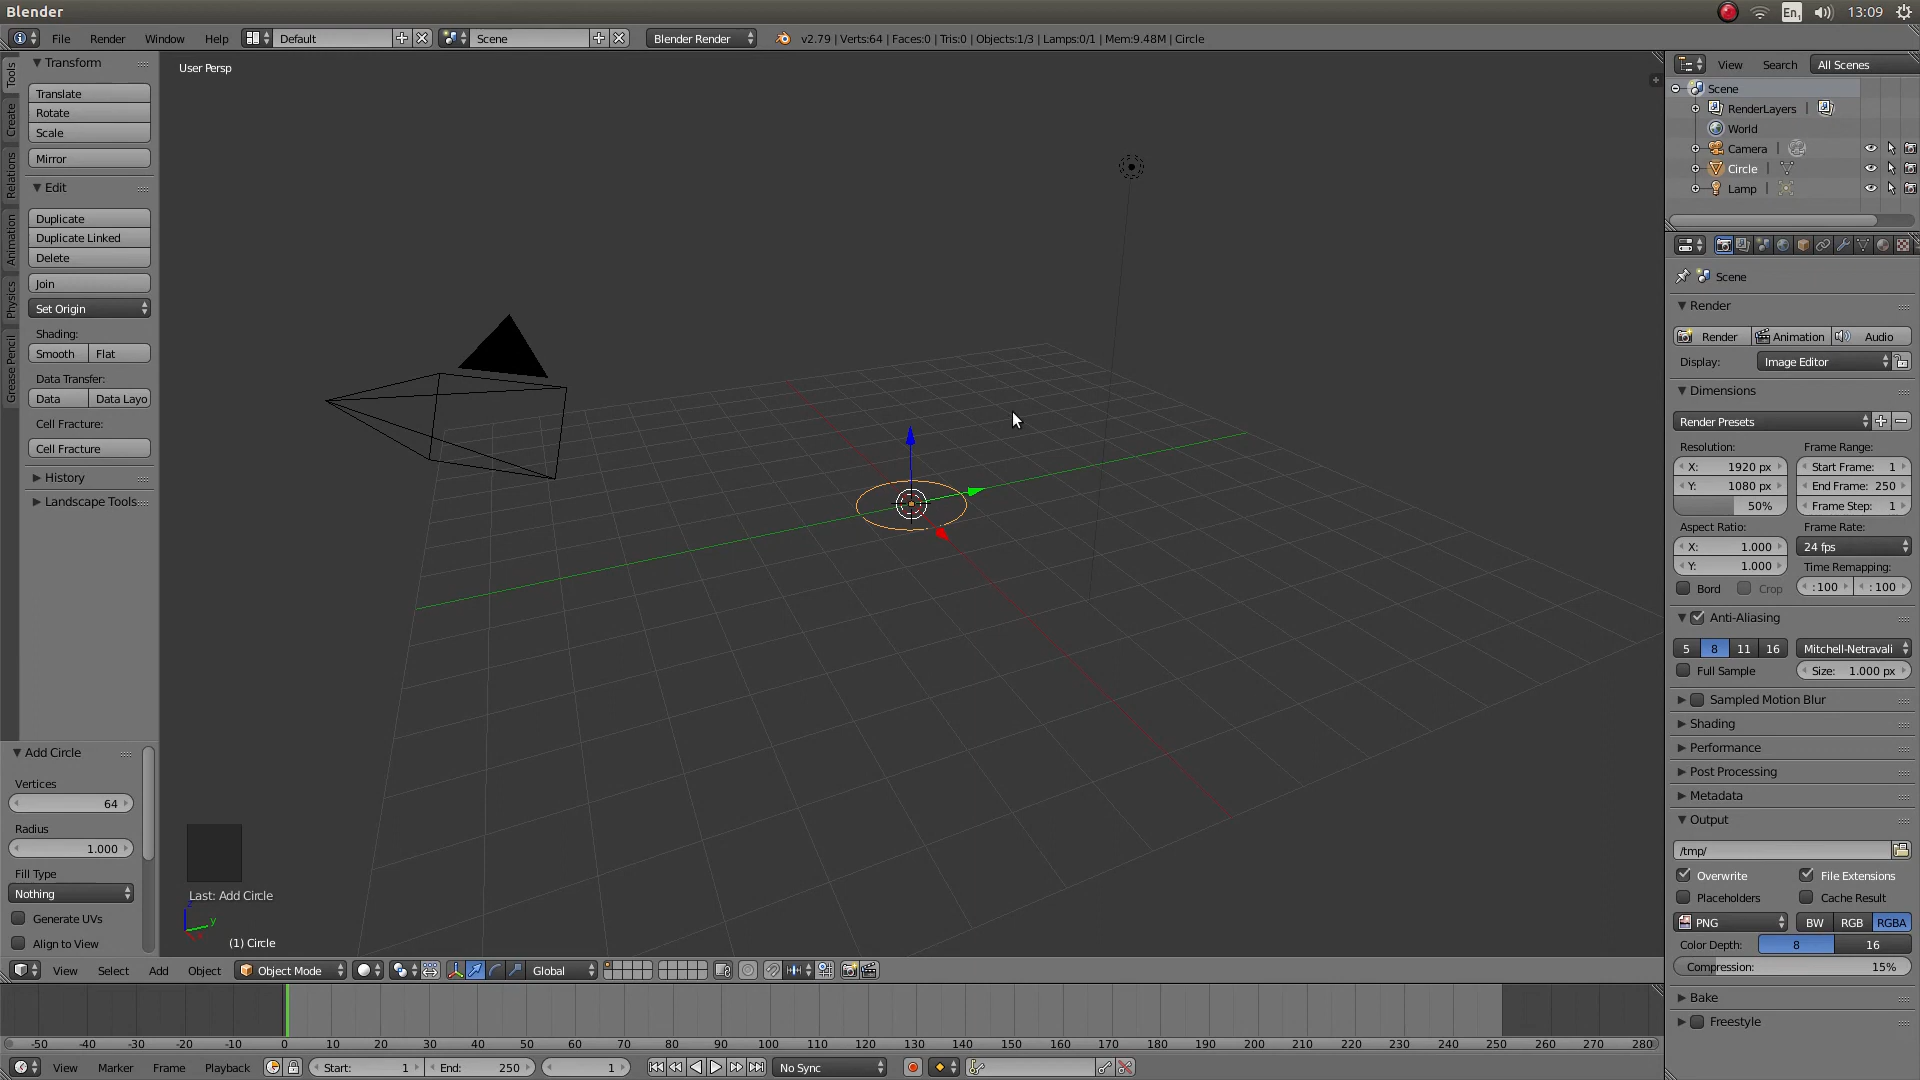 Blender
En1 13:09
File Render Window Help Default Scene Blender Render v2.79 | Verts:64 | Faces:0 | Tris:0 | Objects:1/3 | Lamps:0/1 | Mem:9.48M | Circle
Tools
Create
Relations
Animation
Physics
Grease Pencil
Transform
Translate
Rotate
Scale
Mirror
Edit
Duplicate
Duplicate Linked
Delete
Join
Set Origin
Shading:
Smooth Flat
Data Transfer:
Data Data Layo
Cell Fracture:
Cell Fracture
History
Landscape Tools
Add Circle
Vertices
64
Radius
1.000
Fill Type
Nothing
Generate UVs
Align to View
User Persp
Last: Add Circle
y
(1) Circle
View Search All Scenes
Scene
RenderLayers
World
Camera
Circle
Lamp
Scene
Render
Render Animation Audio
Display: Image Editor
Dimensions
Render Presets
Resolution: Frame Range:
X: 1920 px Start Frame: 1
Y: 1080 px End Frame: 250
50% Frame Step: 1
Aspect Ratio: Frame Rate:
X: 1.000 24 fps
Y: 1.000 Time Remapping:
Bord Crop :100 :100
Anti-Aliasing
5 8 11 16 Mitchell-Netravali
Full Sample Size: 1.000 px
Sampled Motion Blur
Shading
Performance
Post Processing
Metadata
Output
/tmp/
Overwrite File Extensions
Placeholders Cache Result
PNG BW RGB RGBA
Color Depth: 8 16
Compression: 15%
Bake
Freestyle
View Select Add Object Object Mode Global
-50 -40 -30 -20 -10 0 10 20 30 40 50 60 70 80 90 100 110 120 130 140 150 160 170 180 190 200 210 220 230 240 250 260 270 280
View Marker Frame Playback Start: 1 End: 250 1 No Sync